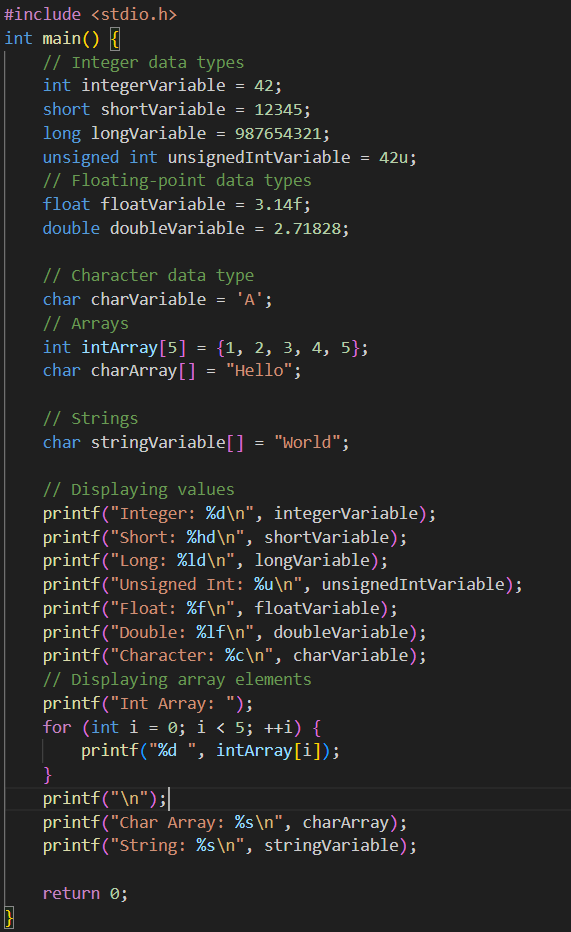 #include <stdio.h>
int main() {
    // Integer data types
    int integerVariable = 42;
    short shortVariable = 12345;
    long longVariable = 987654321;
    unsigned int unsignedIntVariable = 42u;
    // Floating-point data types
    float floatVariable = 3.14f;
    double doubleVariable = 2.71828;

    // Character data type
    char charVariable = 'A';
    // Arrays
    int intArray[5] = {1, 2, 3, 4, 5};
    char charArray[] = "Hello";

    // Strings
    char stringVariable[] = "World";

    // Displaying values
    printf("Integer: %d\n", integerVariable);
    printf("Short: %hd\n", shortVariable);
    printf("Long: %ld\n", longVariable);
    printf("Unsigned Int: %u\n", unsignedIntVariable);
    printf("Float: %f\n", floatVariable);
    printf("Double: %lf\n", doubleVariable);
    printf("Character: %c\n", charVariable);
    // Displaying array elements
    printf("Int Array: ");
    for (int i = 0; i < 5; ++i) {
        printf("%d ", intArray[i]);
    }
    printf("\n");
    printf("Char Array: %s\n", charArray);
    printf("String: %s\n", stringVariable);

    return 0;
}